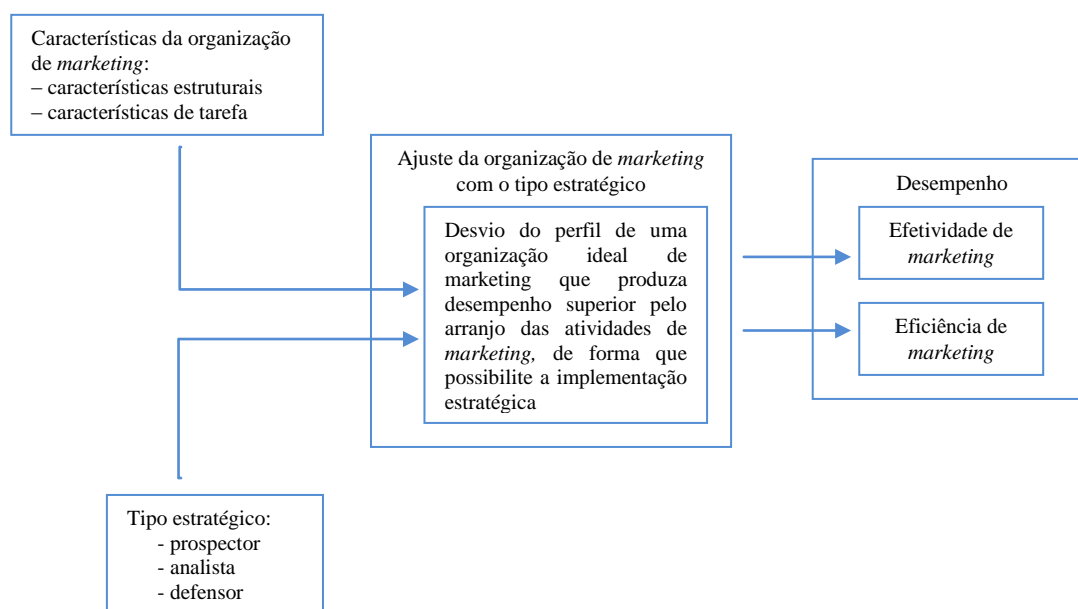 Características da organização
de marketing:
– características estruturais
– características de tarefa
Ajuste da organização de marketing
com o tipo estratégico
Desvio do perfil de uma
organização ideal de
marketing que produza
desempenho superior pelo
arranjo das atividades de
marketing, de forma que
possibilite a implementação
estratégica
Desempenho
Efetividade de
marketing
Eficiência de
marketing
Tipo estratégico:
- prospector
- analista
- defensor